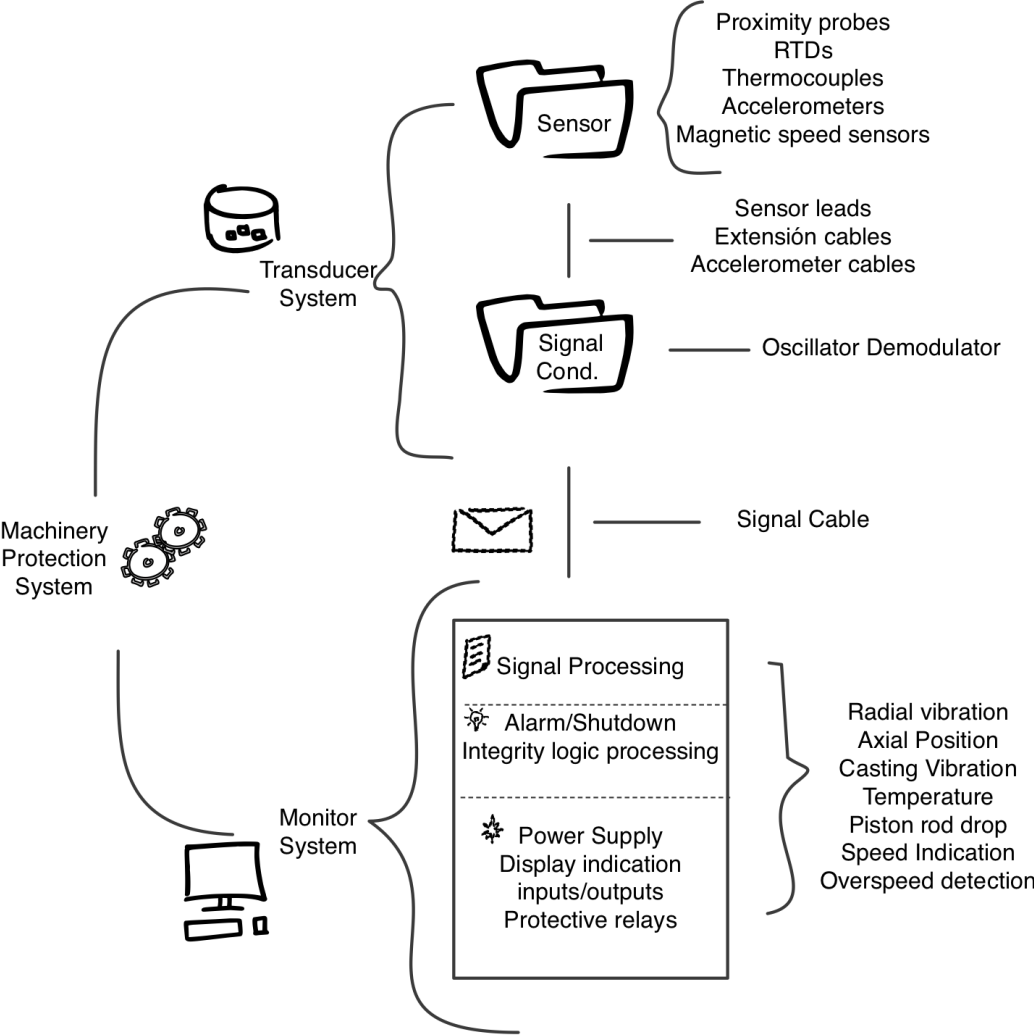 Proximity probes
RTDs
Thermocouples
Accelerometers
Magnetic speed sensors
Sensor
Sensor leads
Extensión cables
Accelerometer cables
Transducer
System
Signal
Cond.
Oscillator Demodulator
Machinery
Protection
System
Signal Cable
Signal Processing
Alarm/Shutdown
Integrity logic processing
Power Supply
Display indication
inputs/outputs
Protective relays
Monitor
System
Radial vibration
Axial Position
Casting Vibration
Temperature
Piston rod drop
Speed Indication
Overspeed detection